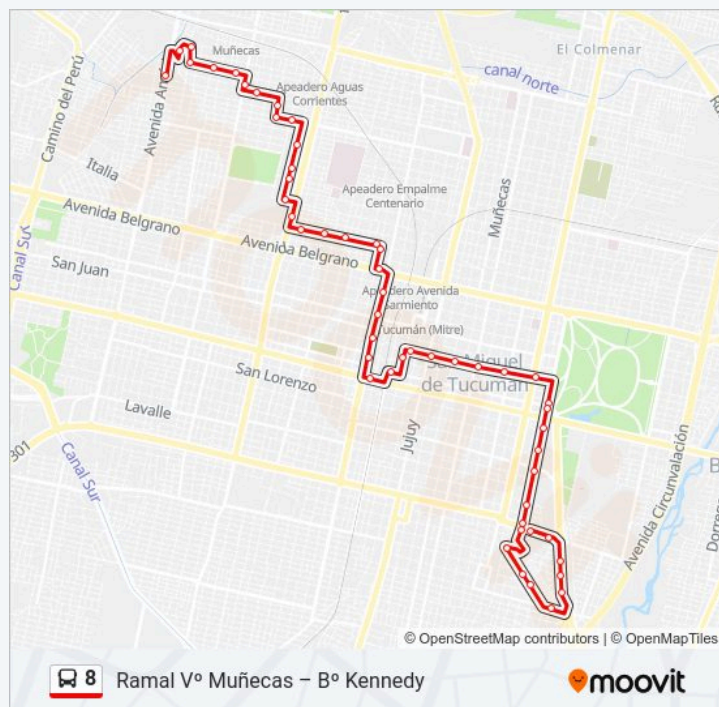 El Colmenar
Muñecas
canal norte
Apeadero Aguas
Corrientes
Camino del Perú
Avenida
Italia
Apeadero Empalme
Centenario
Muñecas
Avenida Belgrano
Canal Sur
Avenida Belgrano
San Juan
Apeadero Avenida
Sarmiento
Tucumán (Mitre)
San Miguel
de Tucumán
San Lorenzo
Lavalle
Jujuy
301
Canal Sur
Avenida Circunvalación
B
© OpenStreetMap contributors | © OpenMapTiles
8
Ramal Vº Muñecas – Bº Kennedy
moovit